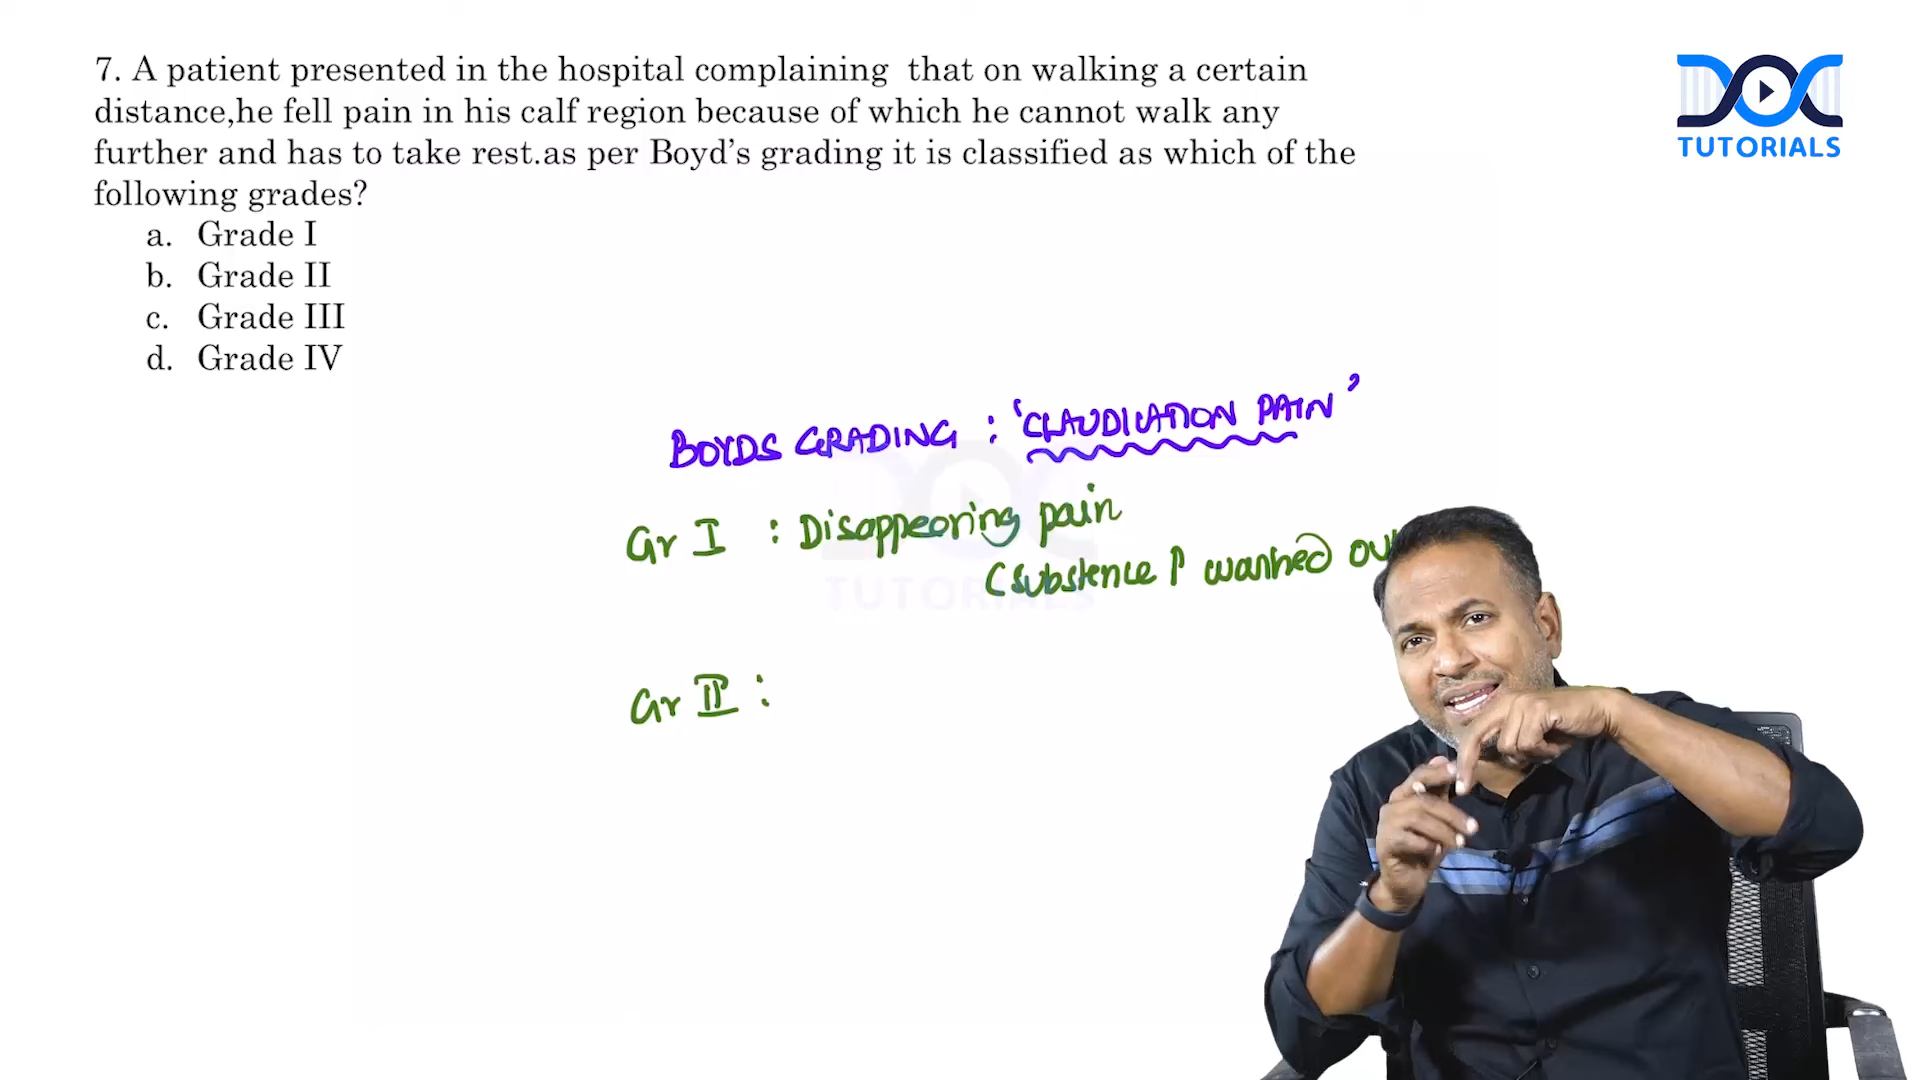 7. A patient presented in the hospital complaining that on walking a certain
distance,he fell pain in his calf region because of which he cannot walk any
further and has to take rest.as per Boyd's grading it is classified as which of the
following grades?
a. Grade I
b. Grade II
c. Grade III
d. Grade IV
DOC
TUTORIALS
BOYDS GRADING : 'CLAUDICATION PAIN'
Gr I : Disappearing pain
(Substence P washed
TUTORIALS
Gr II :